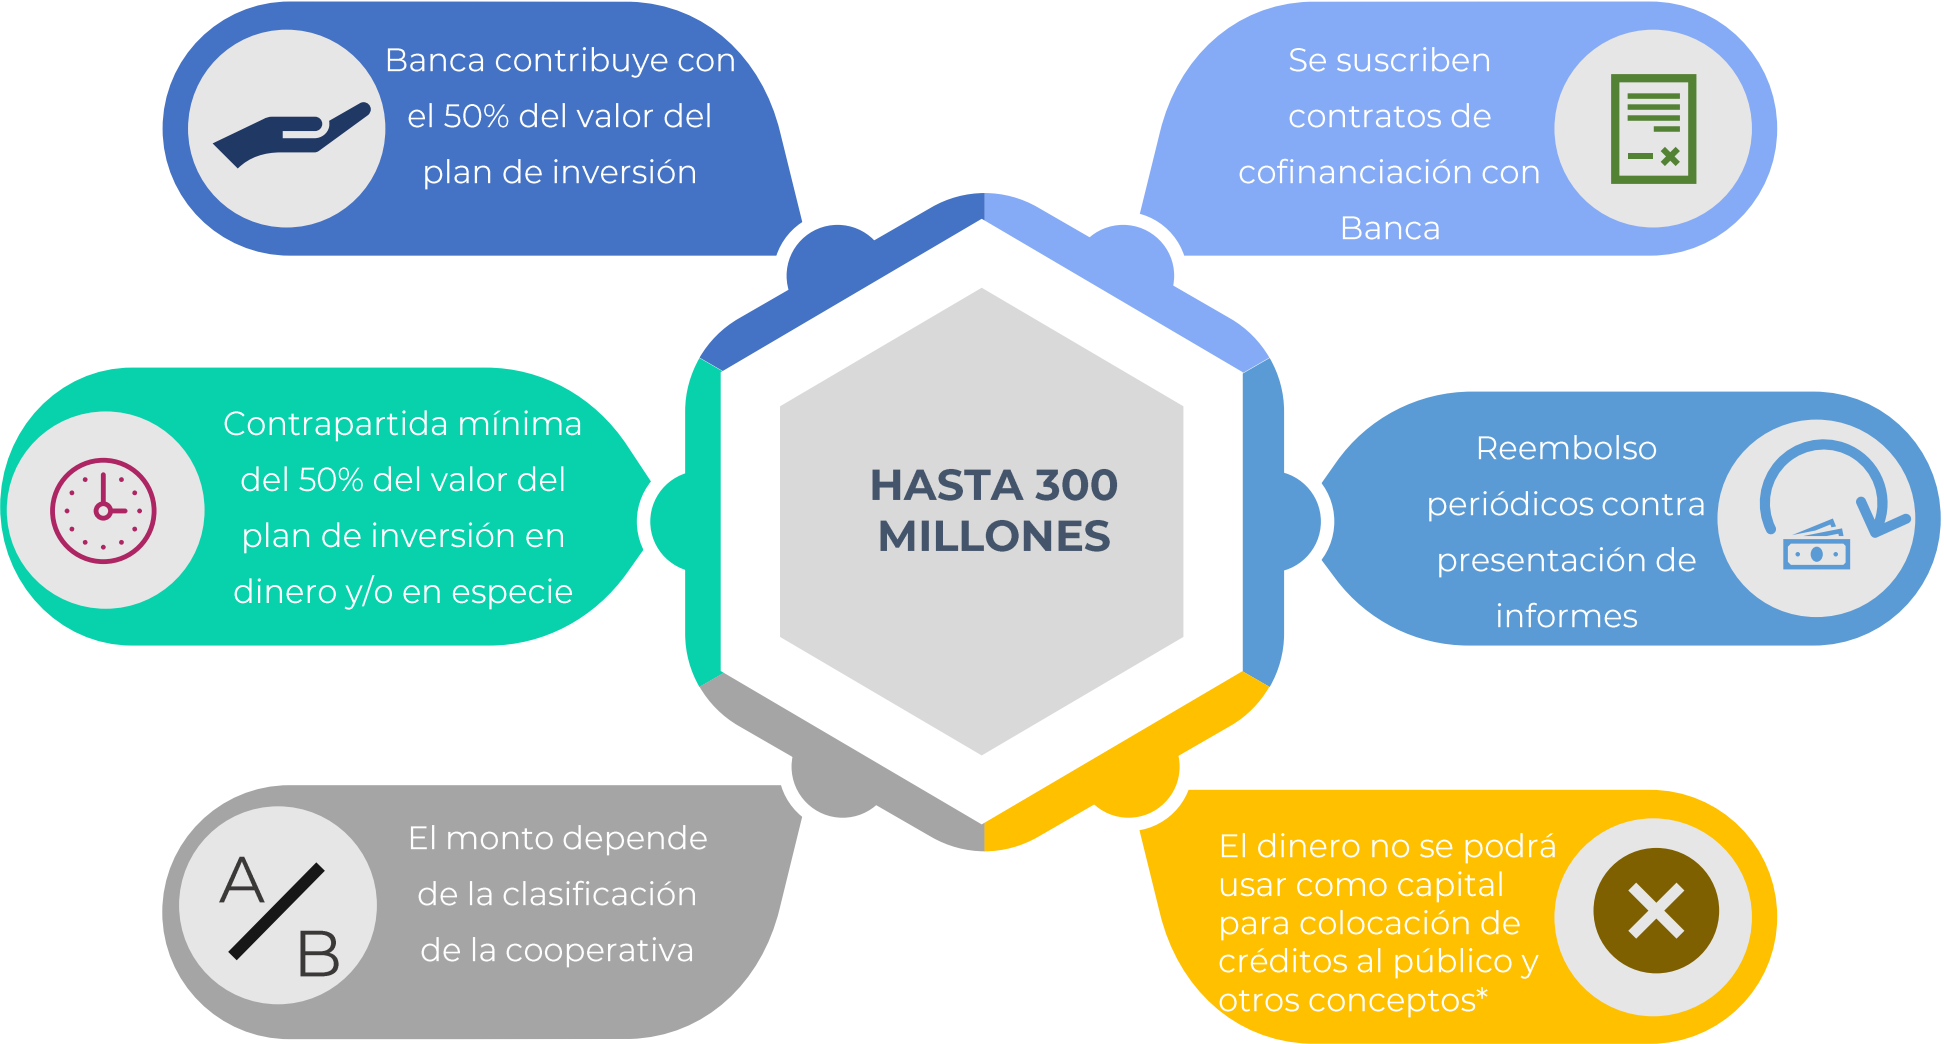 Banca contribuye con
el 50% del valor del
plan de inversión
Se suscriben
contratos de
cofinanciación con
Banca
Contrapartida mínima
del 50% del valor del
plan de inversión en
dinero y/o en especie
HASTA 300
MILLONES
Reembolso
periódicos contra
presentación de
informes
A
B
El monto depende
de la clasificación
de la cooperativa
El dinero no se podrá
usar como capital
para colocación de
créditos al público y
otros conceptos*